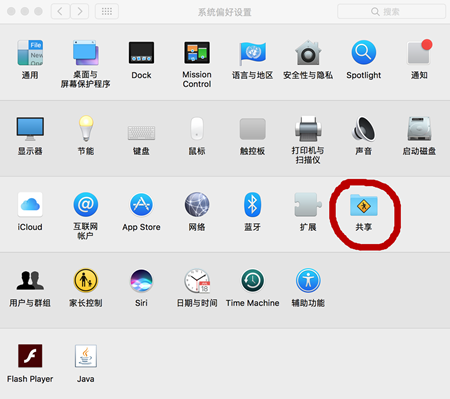 系统偏好设置
搜索
通用
桌面与
屏幕保护程序
Dock
Mission
Control
语言与地区
安全性与隐私
Spotlight
通知
显示器
节能
键盘
鼠标
触控板
打印机与
扫描仪
声音
启动磁盘
iCloud
互联网
帐户
App Store
网络
蓝牙
扩展
共享
用户与群组
家长控制
Siri
日期与时间
Time Machine
辅助功能
Flash Player
Java